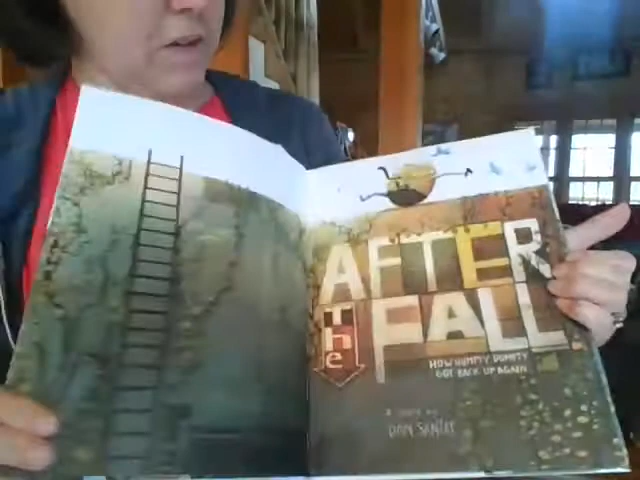 AFTER
The FALL
HOW HUMPTY DUMPTY
GOT BACK UP AGAIN
DAN SANTAT